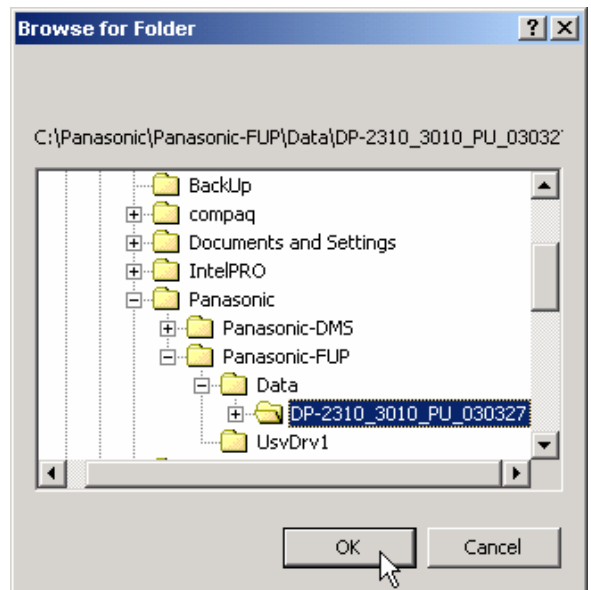 Browse for Folder
C:\Panasonic\Panasonic-FUP\Data\DP-2310_3010_PU_030327
BackUp
compaq
Documents and Settings
IntelPRO
Panasonic
Panasonic-DMS
Panasonic-FUP
Data
DP-2310_3010_PU_030327
UsvDrv1
OK
Cancel